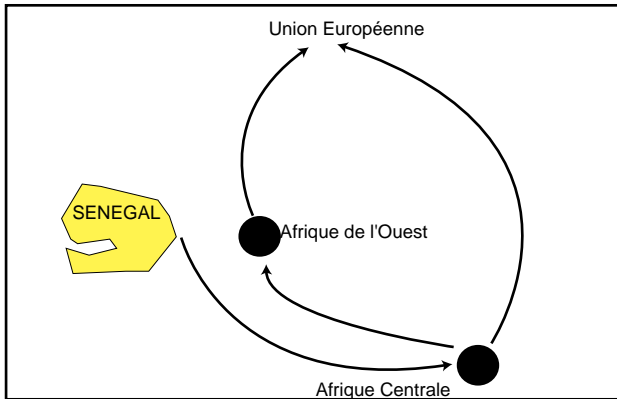 Union Européenne
SENEGAL
Afrique de l'Ouest
Afrique Centrale